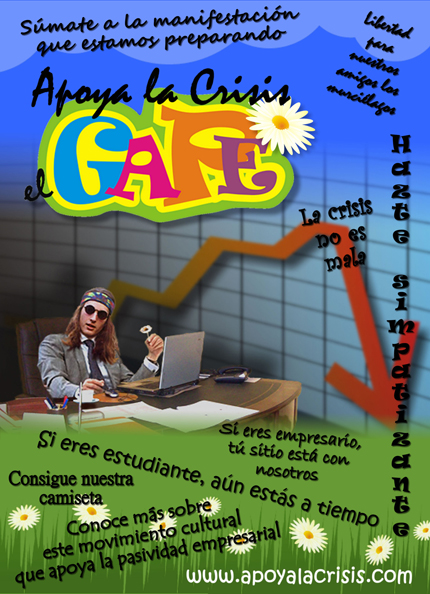 Súmate a la manifestación
que estamos preparando
libertad
para
nuestros
amigos los
murciélagos
Apoya la Crisis
el GAFE
Hazte simpatizante
La crisis
no es
mala
Si eres empresario,
tú sitio está con
nosotros
Si eres estudiante, aún estás a tiempo
Consigue nuestra
camiseta
Conoce más sobre
este movimiento cultural
que apoya la pasividad empresarial
www.apoyalacrisis.com